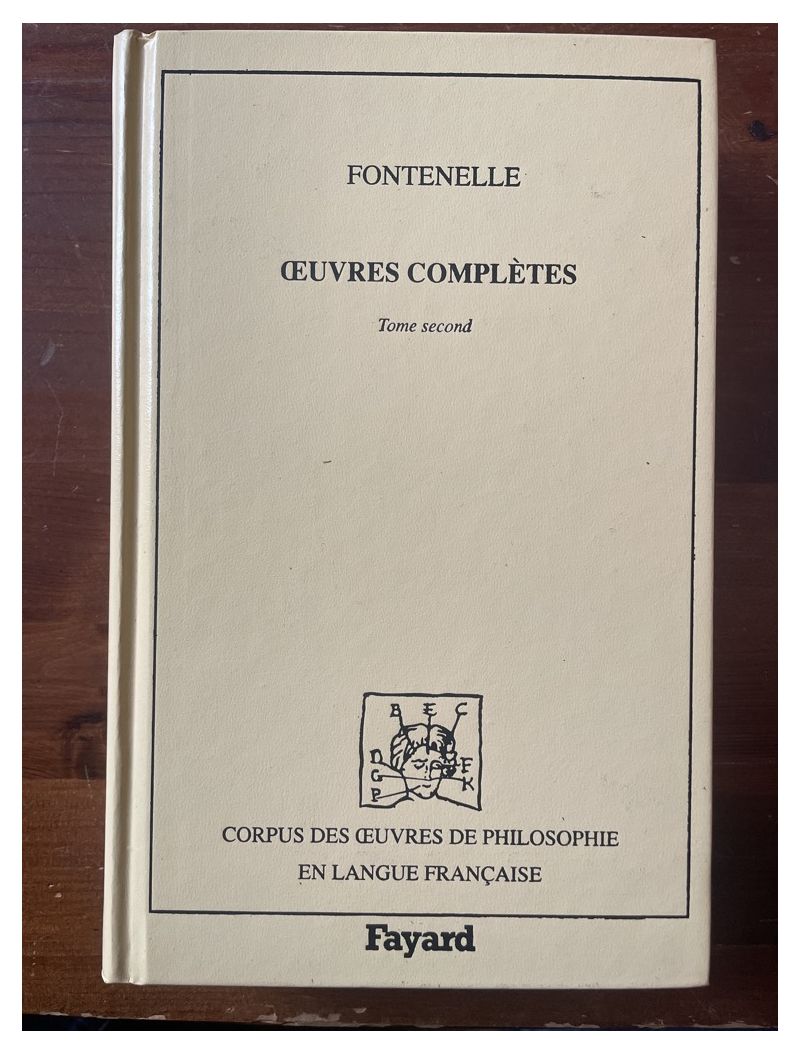 FONTENELLE
ŒUVRES COMPLÈTES
Tome second
B E C
D F
G K
P
CORPUS DES ŒUVRES DE PHILOSOPHIE
EN LANGUE FRANÇAISE
Fayard